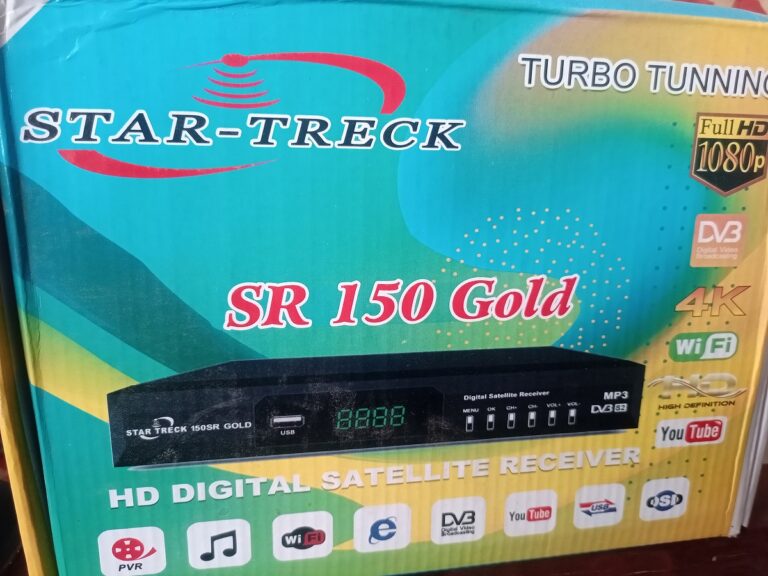 TURBO TUNNING
STAR-TRECK
Full HD
1080p
DVB
Digital Video
Broadcasting
SR 150 Gold
4K
WiFi
HD
HIGH DEFINITION
YouTube
Digital Satellite Receiver
MP3
MENU OK CH+ CH- VOL+ VOL-
DVB S2
STAR TRECK 150SR GOLD
USB
8888
HD DIGITAL SATELLITE RECEIVER
PVR
WiFi
e
DVB
Digital Video
Broadcasting
YouTube
USB